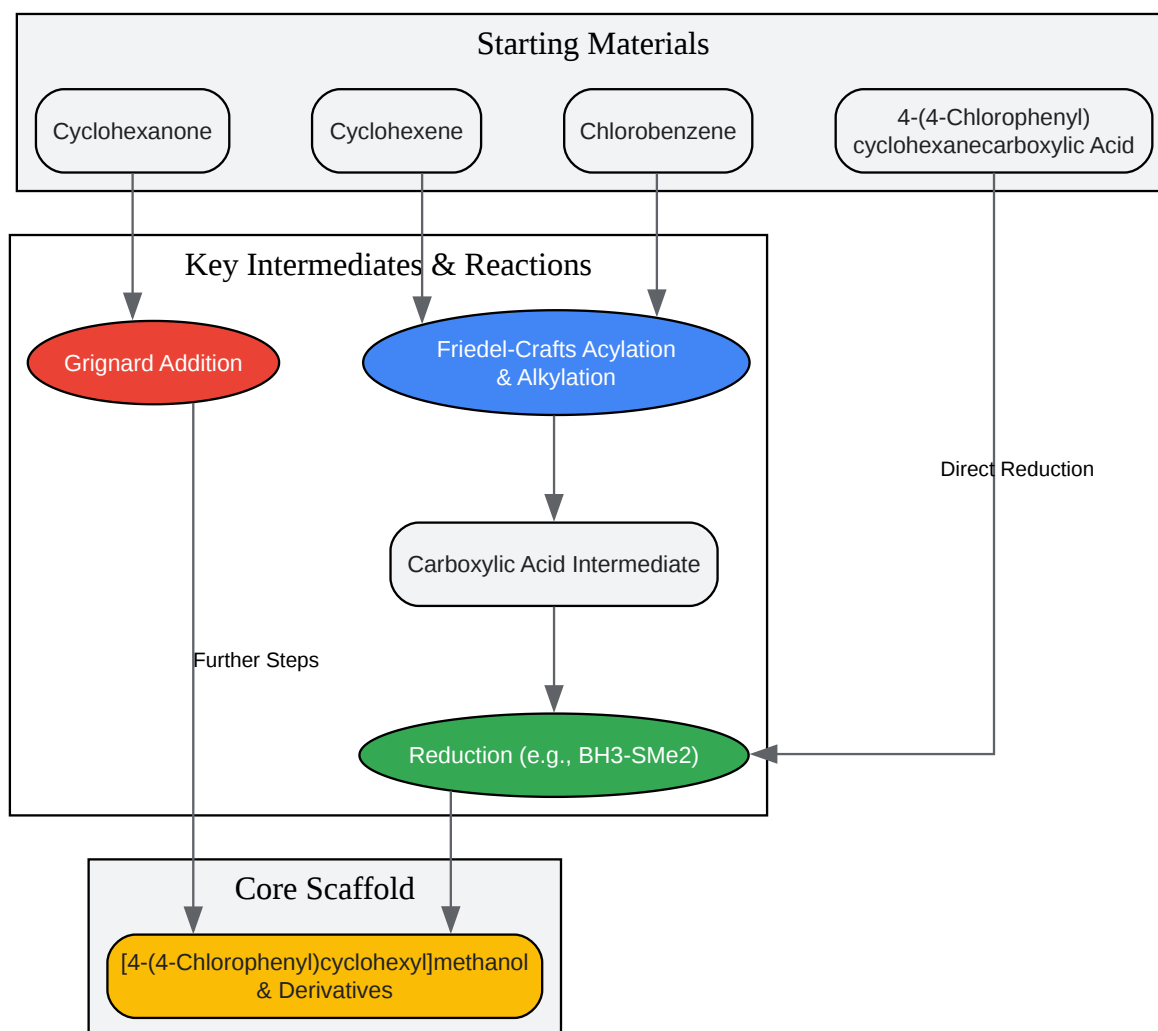 Starting Materials
Cyclohexanone
Cyclohexene
Chlorobenzene
4-(4-Chlorophenyl)
cyclohexanecarboxylic Acid
Key Intermediates & Reactions
Grignard Addition
Friedel-Crafts Acylation
& Alkylation
Direct Reduction
Carboxylic Acid Intermediate
Further Steps
Reduction (e.g., BH3-SMe2)
Core Scaffold
[4-(4-Chlorophenyl)cyclohexyl]methanol
& Derivatives